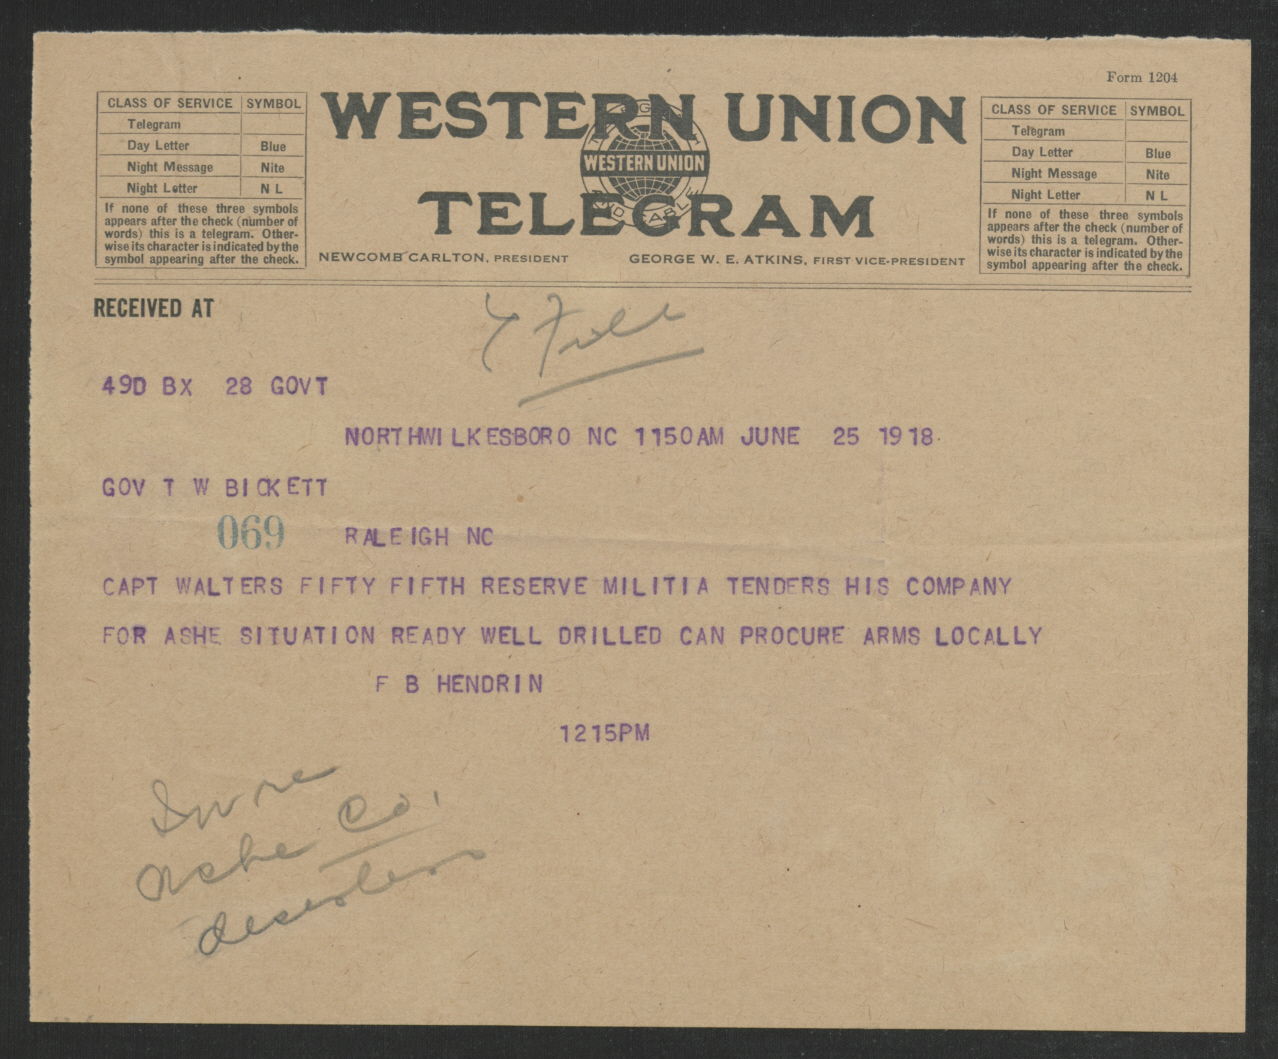 Form 1204
CLASS OF SERVICE SYMBOL
Telegram
Day Letter Blue
Night Message Nite
Night Letter N L
If none of these three symbols
appears after the check (number of
words) this is a telegram. Other-
wise its character is indicated by the
symbol appearing after the check.
WESTERN UNION
WESTERN UNION
TELEGRAM
NEWCOMB CARLTON, PRESIDENT GEORGE W. E. ATKINS, FIRST VICE-PRESIDENT
CLASS OF SERVICE SYMBOL
Telegram
Day Letter Blue
Night Message Nite
Night Letter N L
If none of these three symbols
appears after the check (number of
words) this is a telegram. Other-
wise its character is indicated by the
symbol appearing after the check.
RECEIVED AT
49D BX 28 GOVT
NORTHWILKESBORO NC 1150AM JUNE 25 1918
GOV T W BICKETT
069 RALEIGH NC
CAPT WALTERS FIFTY FIFTH RESERVE MILITIA TENDERS HIS COMPANY
FOR ASHE SITUATION READY WELL DRILLED CAN PROCURE ARMS LOCALLY
F B HENDRIN
1215PM
In re
Ashe Co.
deserters